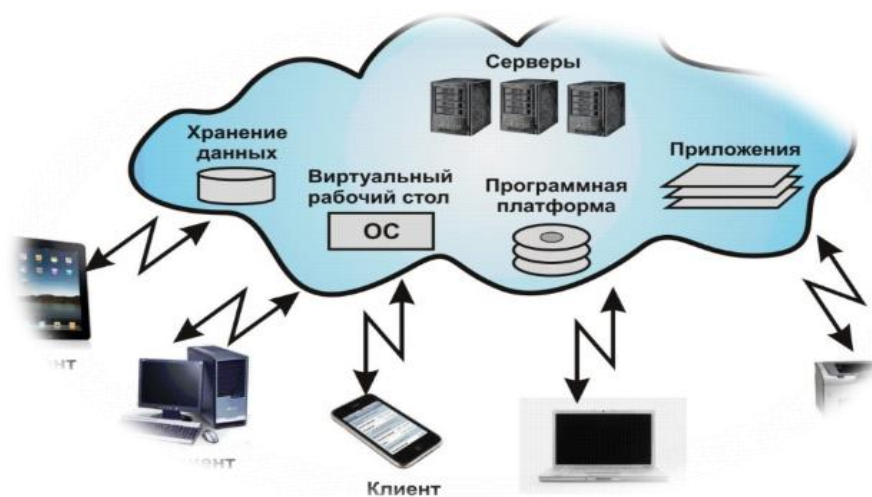 Серверы
Хранение
данных
Приложения
Виртуальный
рабочий стол
Программная
платформа
ОС
Клиент